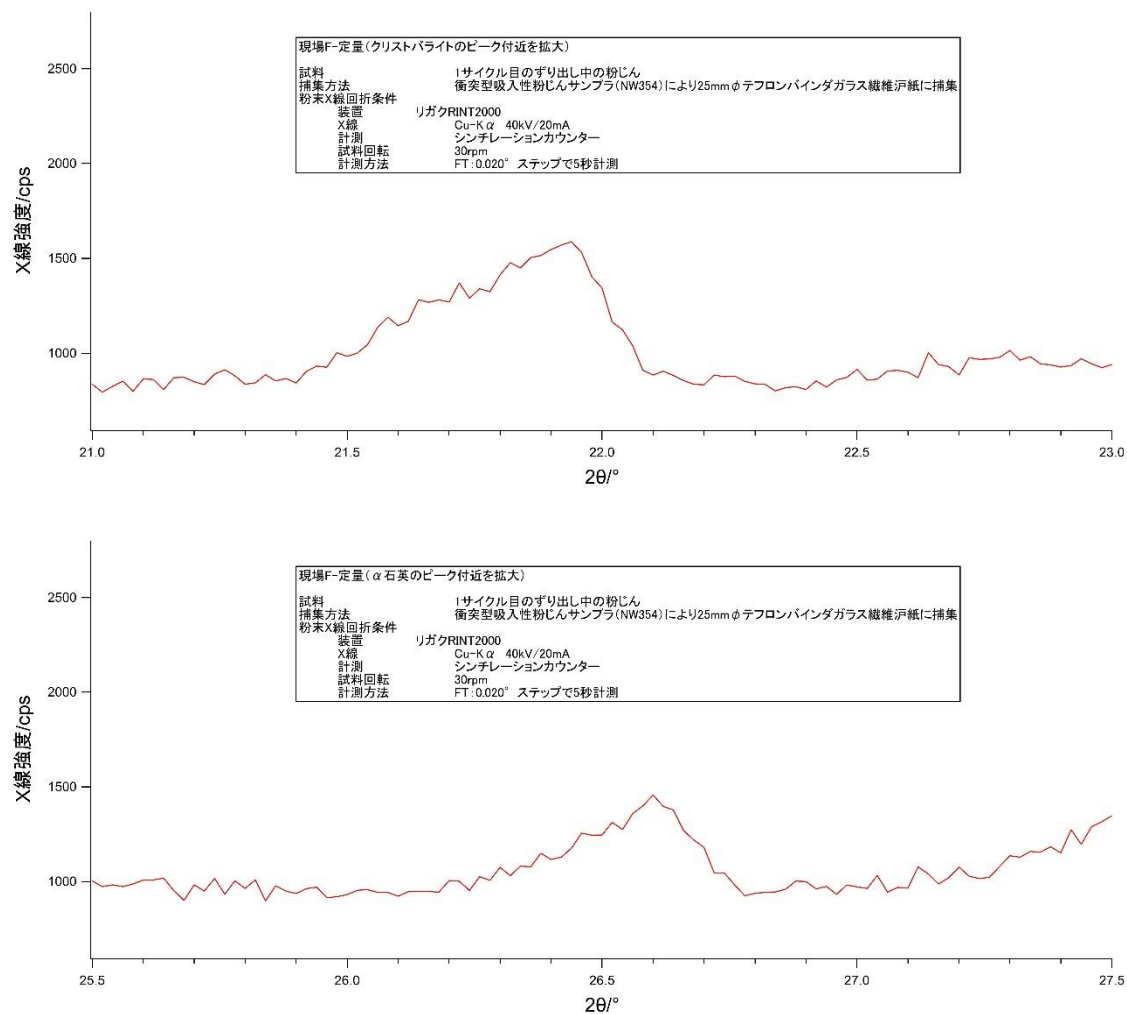 現場F-定量(クリストバライトのピーク付近を拡大)
試料 1サイクル目のずり出し中の粉じん
捕集方法 衝突型吸入性粉じんサンプラ(NW354)により25mmφテフロンバインダガラス繊維沪紙に捕集
粉末X線回折条件
装置 リガクRINT2000
X線 Cu-Kα 40kV/20mA
計測 シンチレーションカウンター
試料回転 30rpm
計測方法 FT:0.020°ステップで5秒計測
2500
2000
1500
1000
X線強度/cps
21.0 21.5 22.0 22.5 23.0
2θ/°
現場F-定量(α石英のピーク付近を拡大)
試料 1サイクル目のずり出し中の粉じん
捕集方法 衝突型吸入性粉じんサンプラ(NW354)により25mmφテフロンバインダガラス繊維沪紙に捕集
粉末X線回折条件
装置 リガクRINT2000
X線 Cu-Kα 40kV/20mA
計測 シンチレーションカウンター
試料回転 30rpm
計測方法 FT:0.020°ステップで5秒計測
2500
2000
1500
1000
X線強度/cps
25.5 26.0 26.5 27.0 27.5
2θ/°